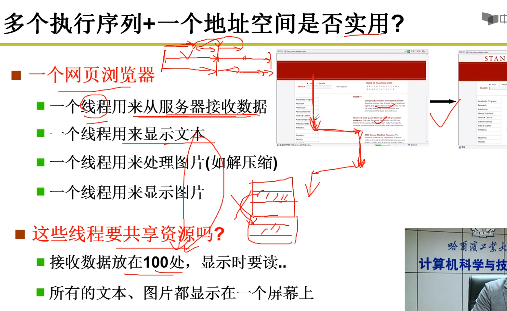 多个执行序列+一个地址空间是否实用?
一个网页浏览器
一个线程用来从服务器接收数据
一个线程用来显示文本
一个线程用来处理图片(如解压缩)
一个线程用来显示图片
这些线程要共享资源吗?
接收数据放在100处，显示时要读..
所有的文本、图片都显示在一个屏幕上
STAN
哈尔滨工业大
计算机科学与技